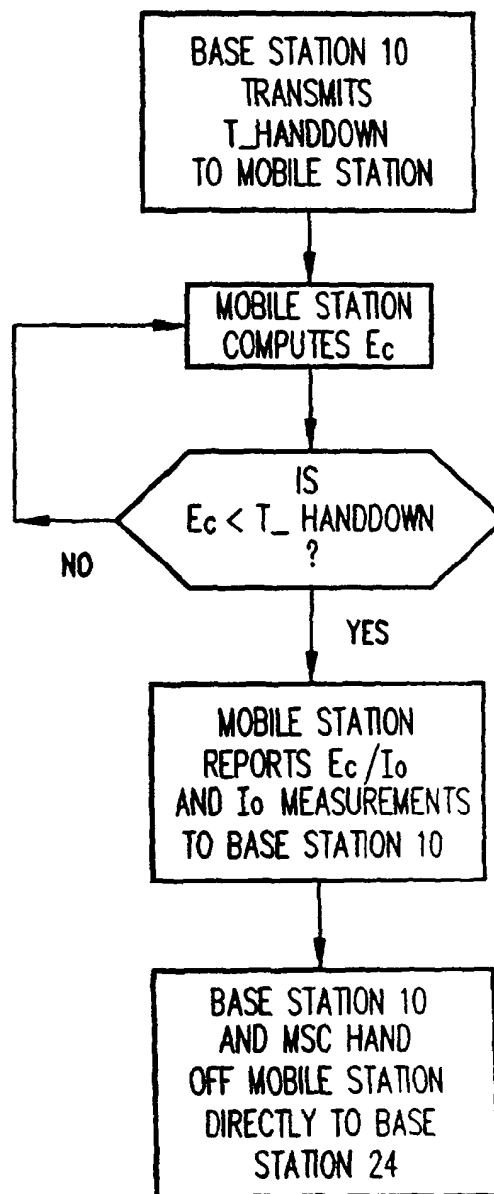 BASE STATION 10
TRANSMITS
T_HANDDOWN
TO MOBILE STATION
MOBILE STATION
COMPUTES Ec
IS
Ec < T_ HANDDOWN
?
NO
YES
MOBILE STATION
REPORTS Ec/Io
AND Io MEASUREMENTS
TO BASE STATION 10
BASE STATION 10
AND MSC HAND
OFF MOBILE STATION
DIRECTLY TO BASE
STATION 24